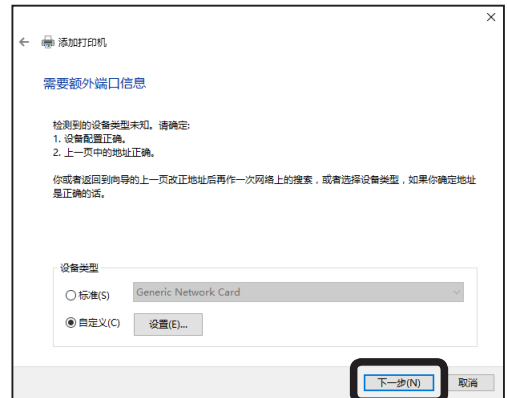 添加打印机
需要额外端口信息
检测到的设备类型未知。请确定:
1. 设备配置正确。
2. 上一页中的地址正确。
你或者返回到向导的上一页改正地址后再作一次网络上的搜索，或者选择设备类型，如果你确定地址
是正确的话。
设备类型
标准(S)
Generic Network Card
自定义(C)
设置(E)...
下一步(N)
取消